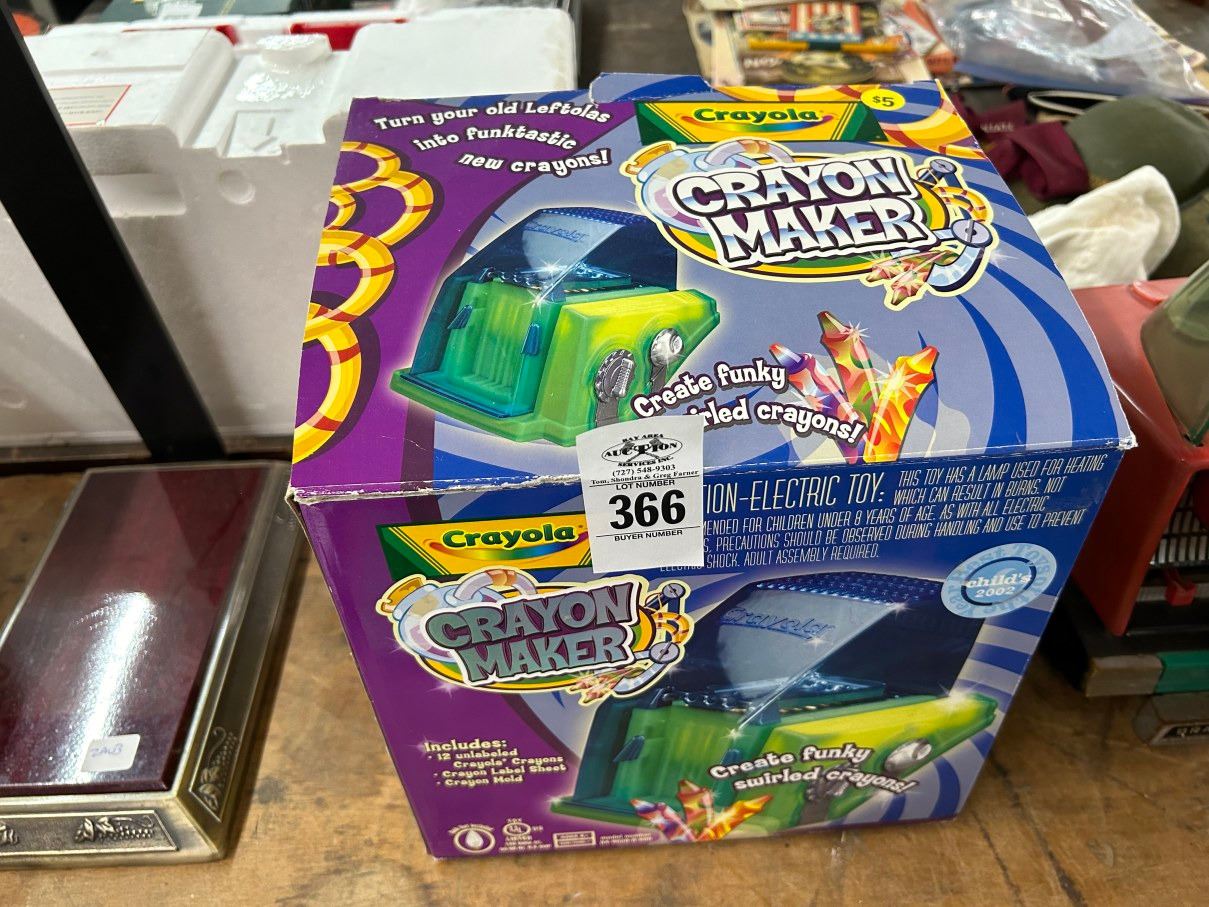 Turn your old Leftolas
into funktastic
new crayons!
Crayola
$5
CRAYON
MAKER
Crayola
Create funky
rled crayons!
BAY AREA
AUCTION
SERVICES INC.
(727) 548-9303
Tom, Shondra & Greg Farner
LOT NUMBER
366
BUYER NUMBER
ION-ELECTRIC TOY: THIS TOY HAS A LAMP USED FOR HEATING
WHICH CAN RESULT IN BURNS. NOT
MENDED FOR CHILDREN UNDER 8 YEARS OF AGE. AS WITH ALL ELECTRIC
S, PRECAUTIONS SHOULD BE OBSERVED DURING HANDLING AND USE TO PREVENT
ELECTRIC SHOCK. ADULT ASSEMBLY REQUIRED.
Crayola
CRAYON
MAKER
child's
2002
Crayola
Includes:
• 12 unlabeled
Crayola® Crayons
• Crayon Label Sheet
• Crayon Mold
Create funky
swirled crayons!